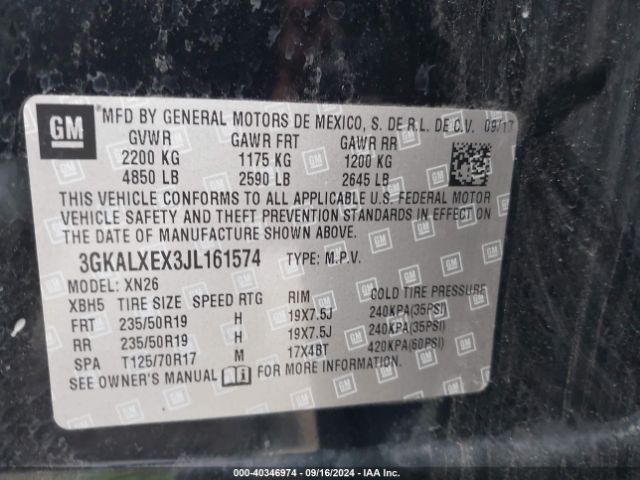 GM
MFD BY GENERAL MOTORS DE MEXICO, S. DE R.L. DE C.V. 09/17
GVWR GAWR FRT GAWR RR
2200 KG 1175 KG 1200 KG
4850 LB 2590 LB 2645 LB
THIS VEHICLE CONFORMS TO ALL APPLICABLE U.S. FEDERAL MOTOR
VEHICLE SAFETY AND THEFT PREVENTION STANDARDS IN EFFECT ON
THE DATE OF MANUFACTURE SHOWN ABOVE.
3GKALXEX3JL161574 TYPE: M.P.V.
MODEL: XN26
XBH5 TIRE SIZE SPEED RTG RIM COLD TIRE PRESSURE
FRT 235/50R19 H 19X7.5J 240KPA(35PSI)
RR 235/50R19 H 19X7.5J 240KPA(35PSI)
SPA T125/70R17 M 17X4BT 420KPA(60PSI)
SEE OWNER'S MANUAL FOR MORE INFORMATION.
000-40346974 - 09/16/2024 - IAA Inc.